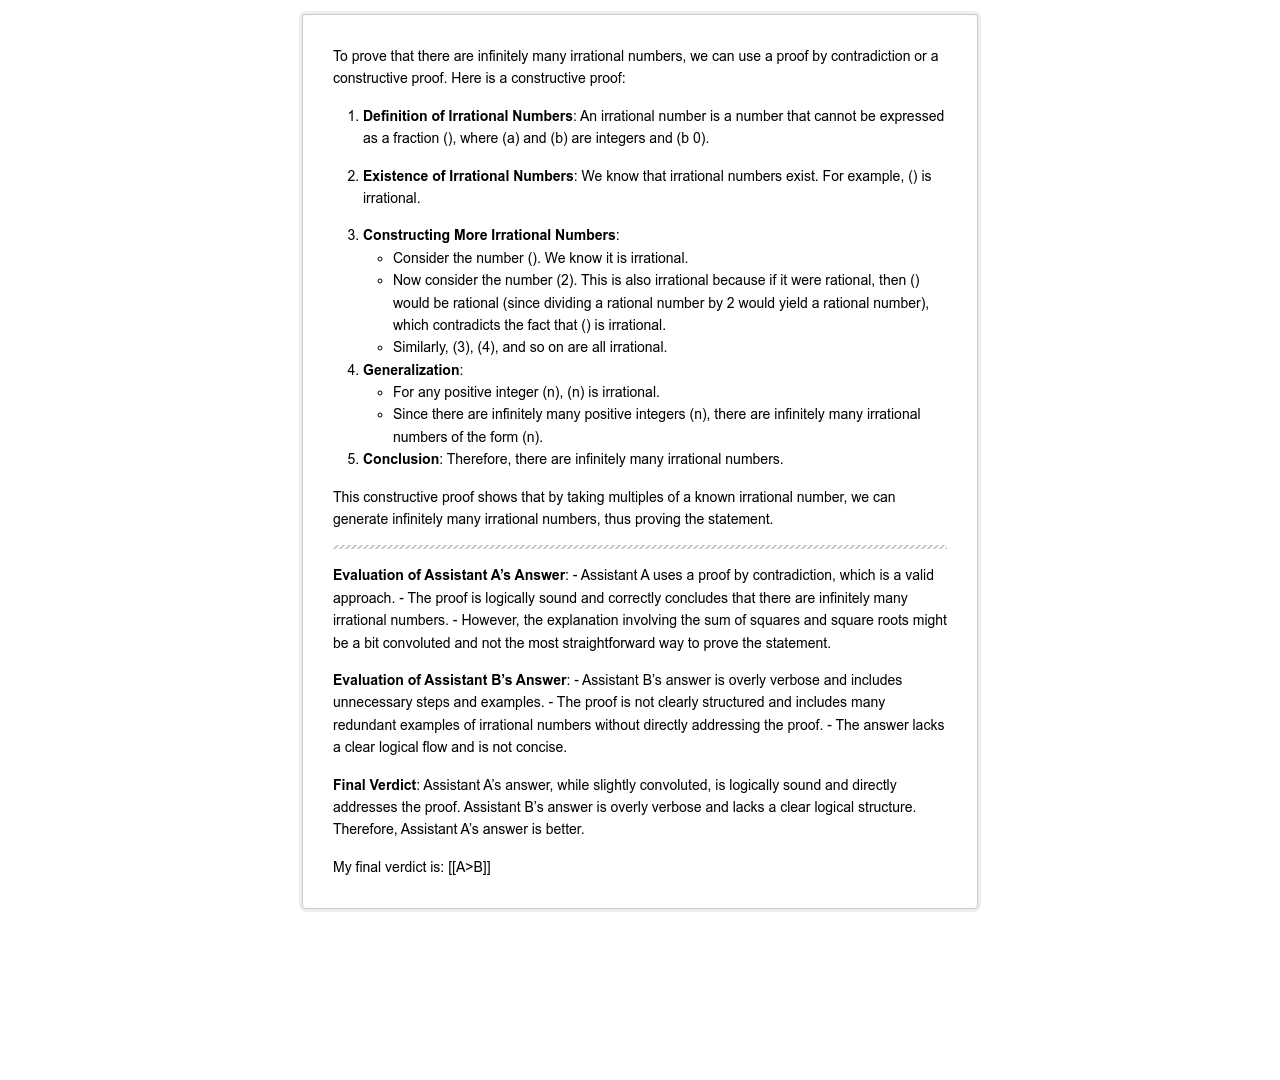 To prove that there are infinitely many irrational numbers, we can use a proof by contradiction or a
constructive proof. Here is a constructive proof:
1. Definition of Irrational Numbers: An irrational number is a number that cannot be expressed
as a fraction (), where (a) and (b) are integers and (b 0).
2. Existence of Irrational Numbers: We know that irrational numbers exist. For example, () is
irrational.
3. Constructing More Irrational Numbers:
◦ Consider the number (). We know it is irrational.
◦ Now consider the number (2). This is also irrational because if it were rational, then ()
would be rational (since dividing a rational number by 2 would yield a rational number),
which contradicts the fact that () is irrational.
◦ Similarly, (3), (4), and so on are all irrational.
4. Generalization:
◦ For any positive integer (n), (n) is irrational.
◦ Since there are infinitely many positive integers (n), there are infinitely many irrational
numbers of the form (n).
5. Conclusion: Therefore, there are infinitely many irrational numbers.
This constructive proof shows that by taking multiples of a known irrational number, we can
generate infinitely many irrational numbers, thus proving the statement.
Evaluation of Assistant A’s Answer: - Assistant A uses a proof by contradiction, which is a valid
approach. - The proof is logically sound and correctly concludes that there are infinitely many
irrational numbers. - However, the explanation involving the sum of squares and square roots might
be a bit convoluted and not the most straightforward way to prove the statement.
Evaluation of Assistant B’s Answer: - Assistant B’s answer is overly verbose and includes
unnecessary steps and examples. - The proof is not clearly structured and includes many
redundant examples of irrational numbers without directly addressing the proof. - The answer lacks
a clear logical flow and is not concise.
Final Verdict: Assistant A’s answer, while slightly convoluted, is logically sound and directly
addresses the proof. Assistant B’s answer is overly verbose and lacks a clear logical structure.
Therefore, Assistant A’s answer is better.
My final verdict is: [[A>B]]